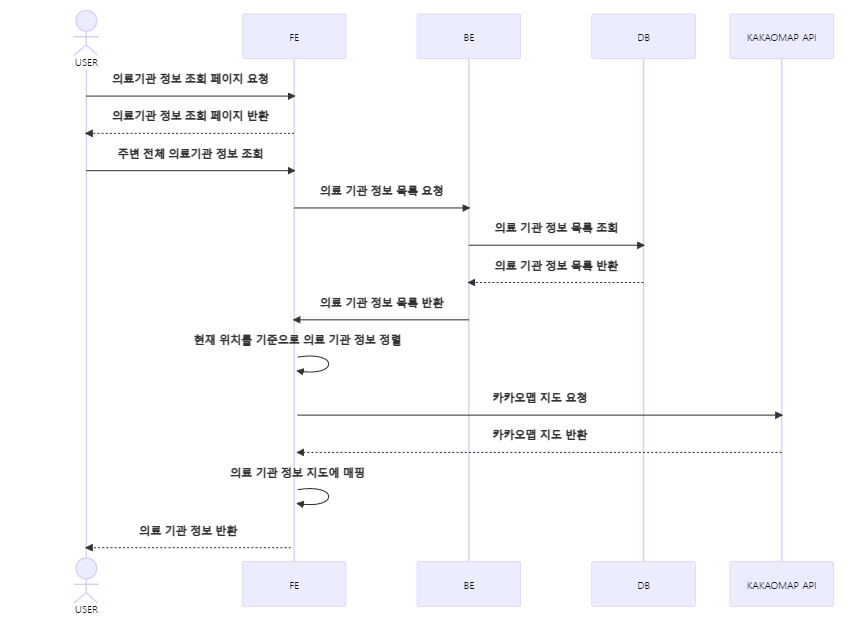 USER
FE
BE
DB
KAKAOMAP API
의료기관 정보 조회 페이지 요청
의료기관 정보 조회 페이지 반환
주변 전체 의료기관 정보 조회
의료 기관 정보 목록 요청
의료 기관 정보 목록 조회
의료 기관 정보 목록 반환
의료 기관 정보 목록 반환
현재 위치를 기준으로 의료 기관 정보 정렬
카카오맵 지도 요청
카카오맵 지도 반환
의료 기관 정보 지도에 매핑
의료 기관 정보 반환
USER
FE
BE
DB
KAKAOMAP API